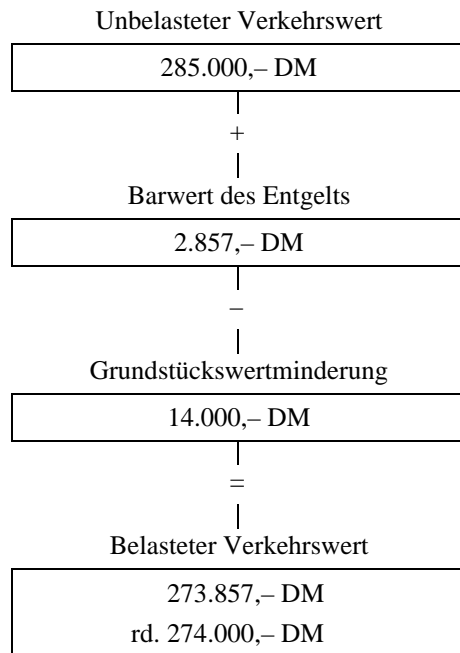 Unbelasteter Verkehrswert
285.000,– DM
+
Barwert des Entgelts
2.857,– DM
–
Grundstückswertminderung
14.000,– DM
=
Belasteter Verkehrswert
273.857,– DM
rd. 274.000,– DM